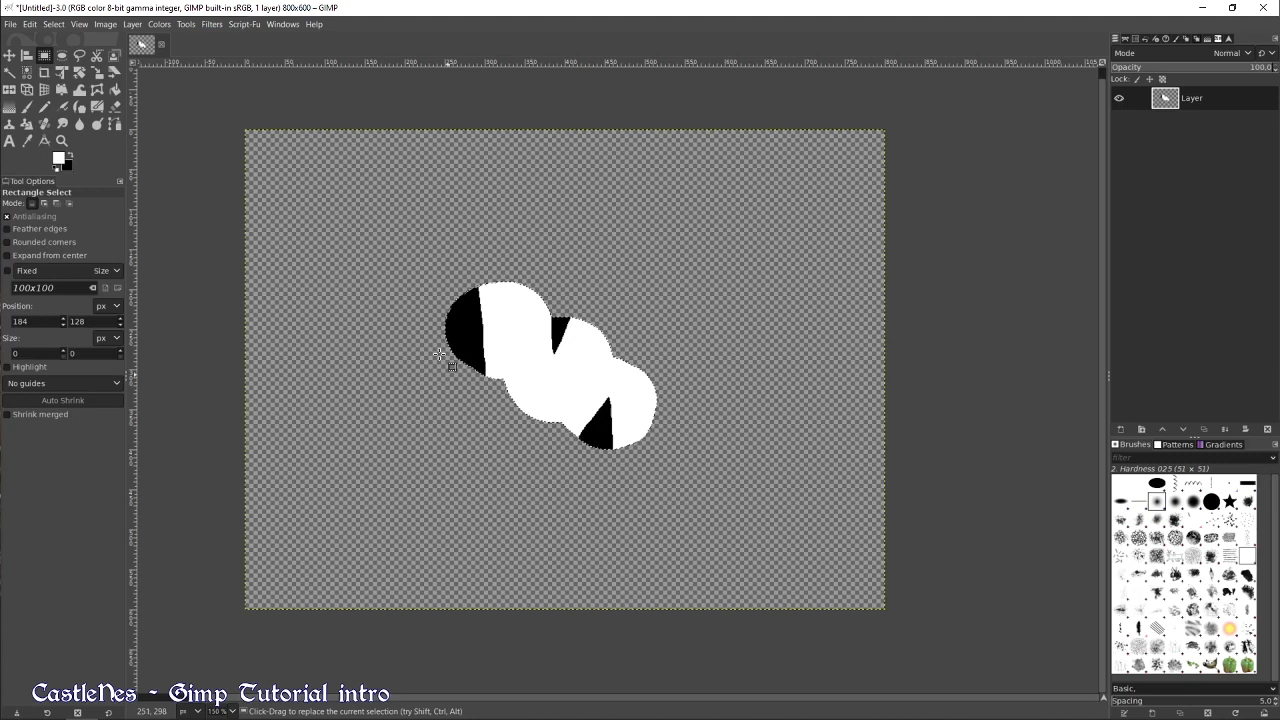 *[Untitled]-3.0 (RGB color 8-bit gamma integer, GIMP built-in sRGB, 1 layer) 800x600 – GIMP
File Edit Select View Image Layer Colors Tools Filters Script-Fu Windows Help
Tool Options
Rectangle Select
Mode:
Antialiasing
Feather edges
Rounded corners
Expand from center
Fixed Size
100x100
Position: px
184 128
Size: px
0 0
Highlight
No guides
Auto Shrink
Shrink merged
Mode Normal
Opacity 100,0
Lock:
Layer
Brushes Patterns Gradients
filter
2. Hardness 025 (51 × 51)
Basic,
Spacing 5.0
CastleNes - Gimp Tutorial intro
251, 298 px 150 % Click-Drag to replace the current selection (try Shift, Ctrl, Alt)